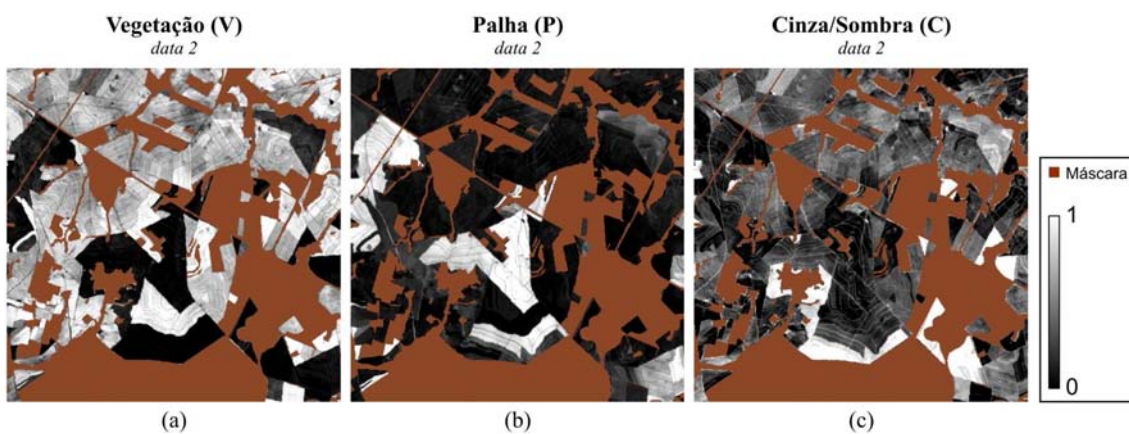 Vegetação (V)
data 2
Palha (P)
data 2
Cinza/Sombra (C)
data 2
Máscara
1
0
(a)
(b)
(c)